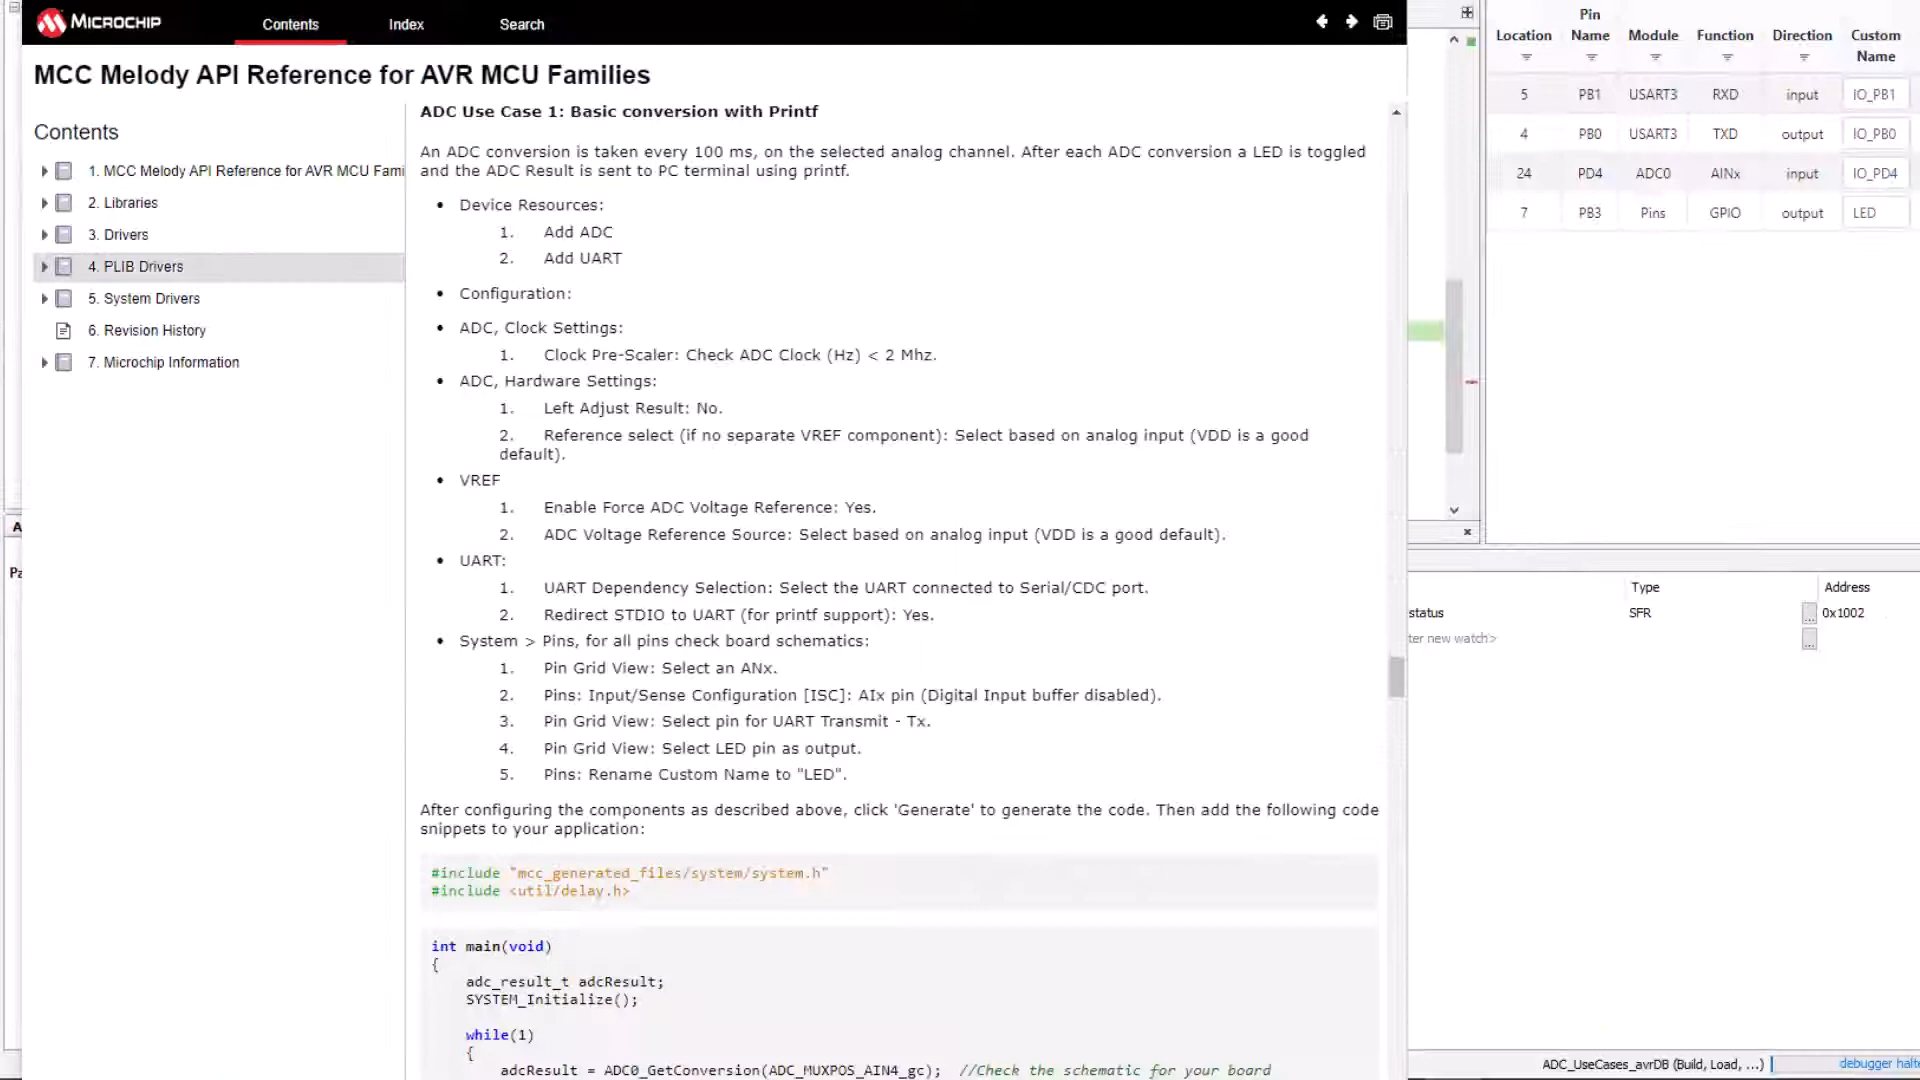 MICROCHIP
Contents
Index
Search
MCC Melody API Reference for AVR MCU Families
Contents
1. MCC Melody API Reference for AVR MCU Fami
2. Libraries
3. Drivers
4. PLIB Drivers
5. System Drivers
6. Revision History
7. Microchip Information
ADC Use Case 1: Basic conversion with Printf
An ADC conversion is taken every 100 ms, on the selected analog channel. After each ADC conversion a LED is toggled
and the ADC Result is sent to PC terminal using printf.
• Device Resources:
1. Add ADC
2. Add UART
• Configuration:
• ADC, Clock Settings:
1. Clock Pre-Scaler: Check ADC Clock (Hz) < 2 Mhz.
• ADC, Hardware Settings:
1. Left Adjust Result: No.
2. Reference select (if no separate VREF component): Select based on analog input (VDD is a good
default).
• VREF
1. Enable Force ADC Voltage Reference: Yes.
2. ADC Voltage Reference Source: Select based on analog input (VDD is a good default).
• UART:
1. UART Dependency Selection: Select the UART connected to Serial/CDC port.
2. Redirect STDIO to UART (for printf support): Yes.
• System > Pins, for all pins check board schematics:
1. Pin Grid View: Select an ANx.
2. Pins: Input/Sense Configuration [ISC]: AIx pin (Digital Input buffer disabled).
3. Pin Grid View: Select pin for UART Transmit - Tx.
4. Pin Grid View: Select LED pin as output.
5. Pins: Rename Custom Name to "LED".
After configuring the components as described above, click 'Generate' to generate the code. Then add the following code
snippets to your application:
#include "mcc_generated_files/system/system.h"
#include <util/delay.h>
int main(void)
{
adc_result_t adcResult;
SYSTEM_Initialize();
while(1)
{
adcResult = ADC0_GetConversion(ADC_MUXPOS_AIN4_gc); //Check the schematic for your board
Location Pin Name Module Function Direction Custom Name
5 PB1 USART3 RXD input IO_PB1
4 PB0 USART3 TXD output IO_PB0
24 PD4 ADC0 AINx input IO_PD4
7 PB3 Pins GPIO output LED
A
Pa
Type Address
status SFR ... 0x1002
ter new watch> ...
ADC_UseCases_avrDB (Build, Load, ...) debugger halte